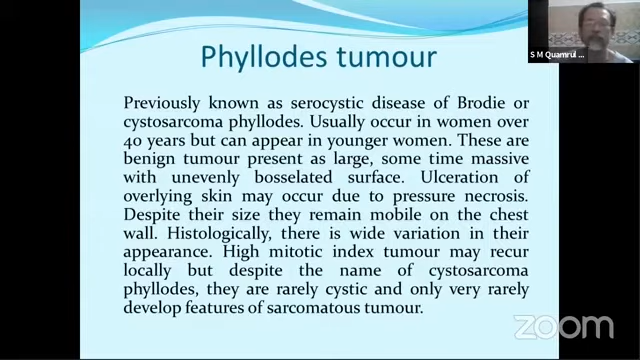 Phyllodes tumour
S M Quamrul ...
Previously known as serocystic disease of Brodie or
cystosarcoma phyllodes. Usually occur in women over
40 years but can appear in younger women. These are
benign tumour present as large, some time massive
with unevenly bosselated surface. Ulceration of
overlying skin may occur due to pressure necrosis.
Despite their size they remain mobile on the chest
wall. Histologically, there is wide variation in their
appearance. High mitotic index tumour may recur
locally but despite the name of cystosarcoma
phyllodes, they are rarely cystic and only very rarely
develop features of sarcomatous tumour.
zoom